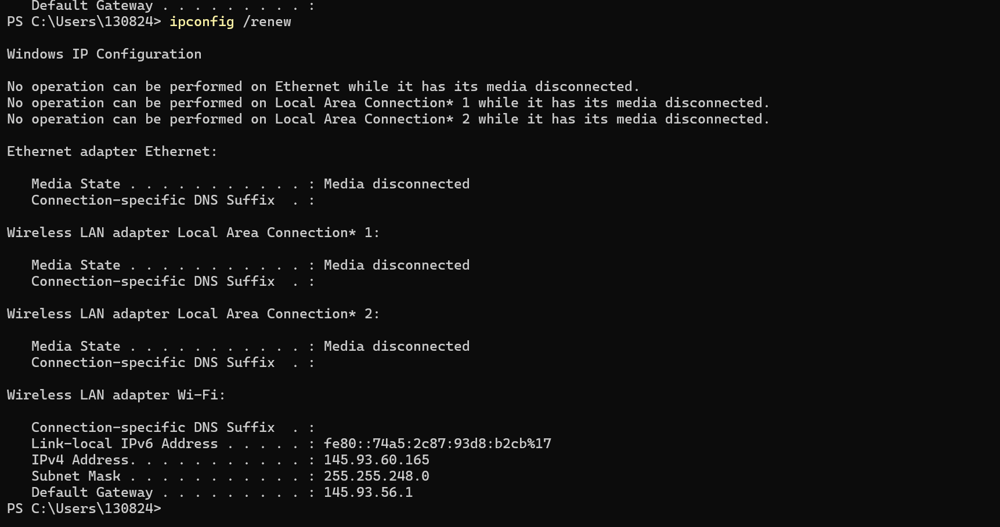 Default Gateway . . . . . . . . . :
PS C:\Users\130824> ipconfig /renew
Windows IP Configuration
No operation can be performed on Ethernet while it has its media disconnected.
No operation can be performed on Local Area Connection* 1 while it has its media disconnected.
No operation can be performed on Local Area Connection* 2 while it has its media disconnected.
Ethernet adapter Ethernet:
Media State . . . . . . . . . . . : Media disconnected
Connection-specific DNS Suffix  . :
Wireless LAN adapter Local Area Connection* 1:
Media State . . . . . . . . . . . : Media disconnected
Connection-specific DNS Suffix  . :
Wireless LAN adapter Local Area Connection* 2:
Media State . . . . . . . . . . . : Media disconnected
Connection-specific DNS Suffix  . :
Wireless LAN adapter Wi-Fi:
Connection-specific DNS Suffix  . :
Link-local IPv6 Address . . . . . : fe80::74a5:2c87:93d8:b2cb%17
IPv4 Address. . . . . . . . . . . : 145.93.60.165
Subnet Mask . . . . . . . . . . . : 255.255.248.0
Default Gateway . . . . . . . . . : 145.93.56.1
PS C:\Users\130824>